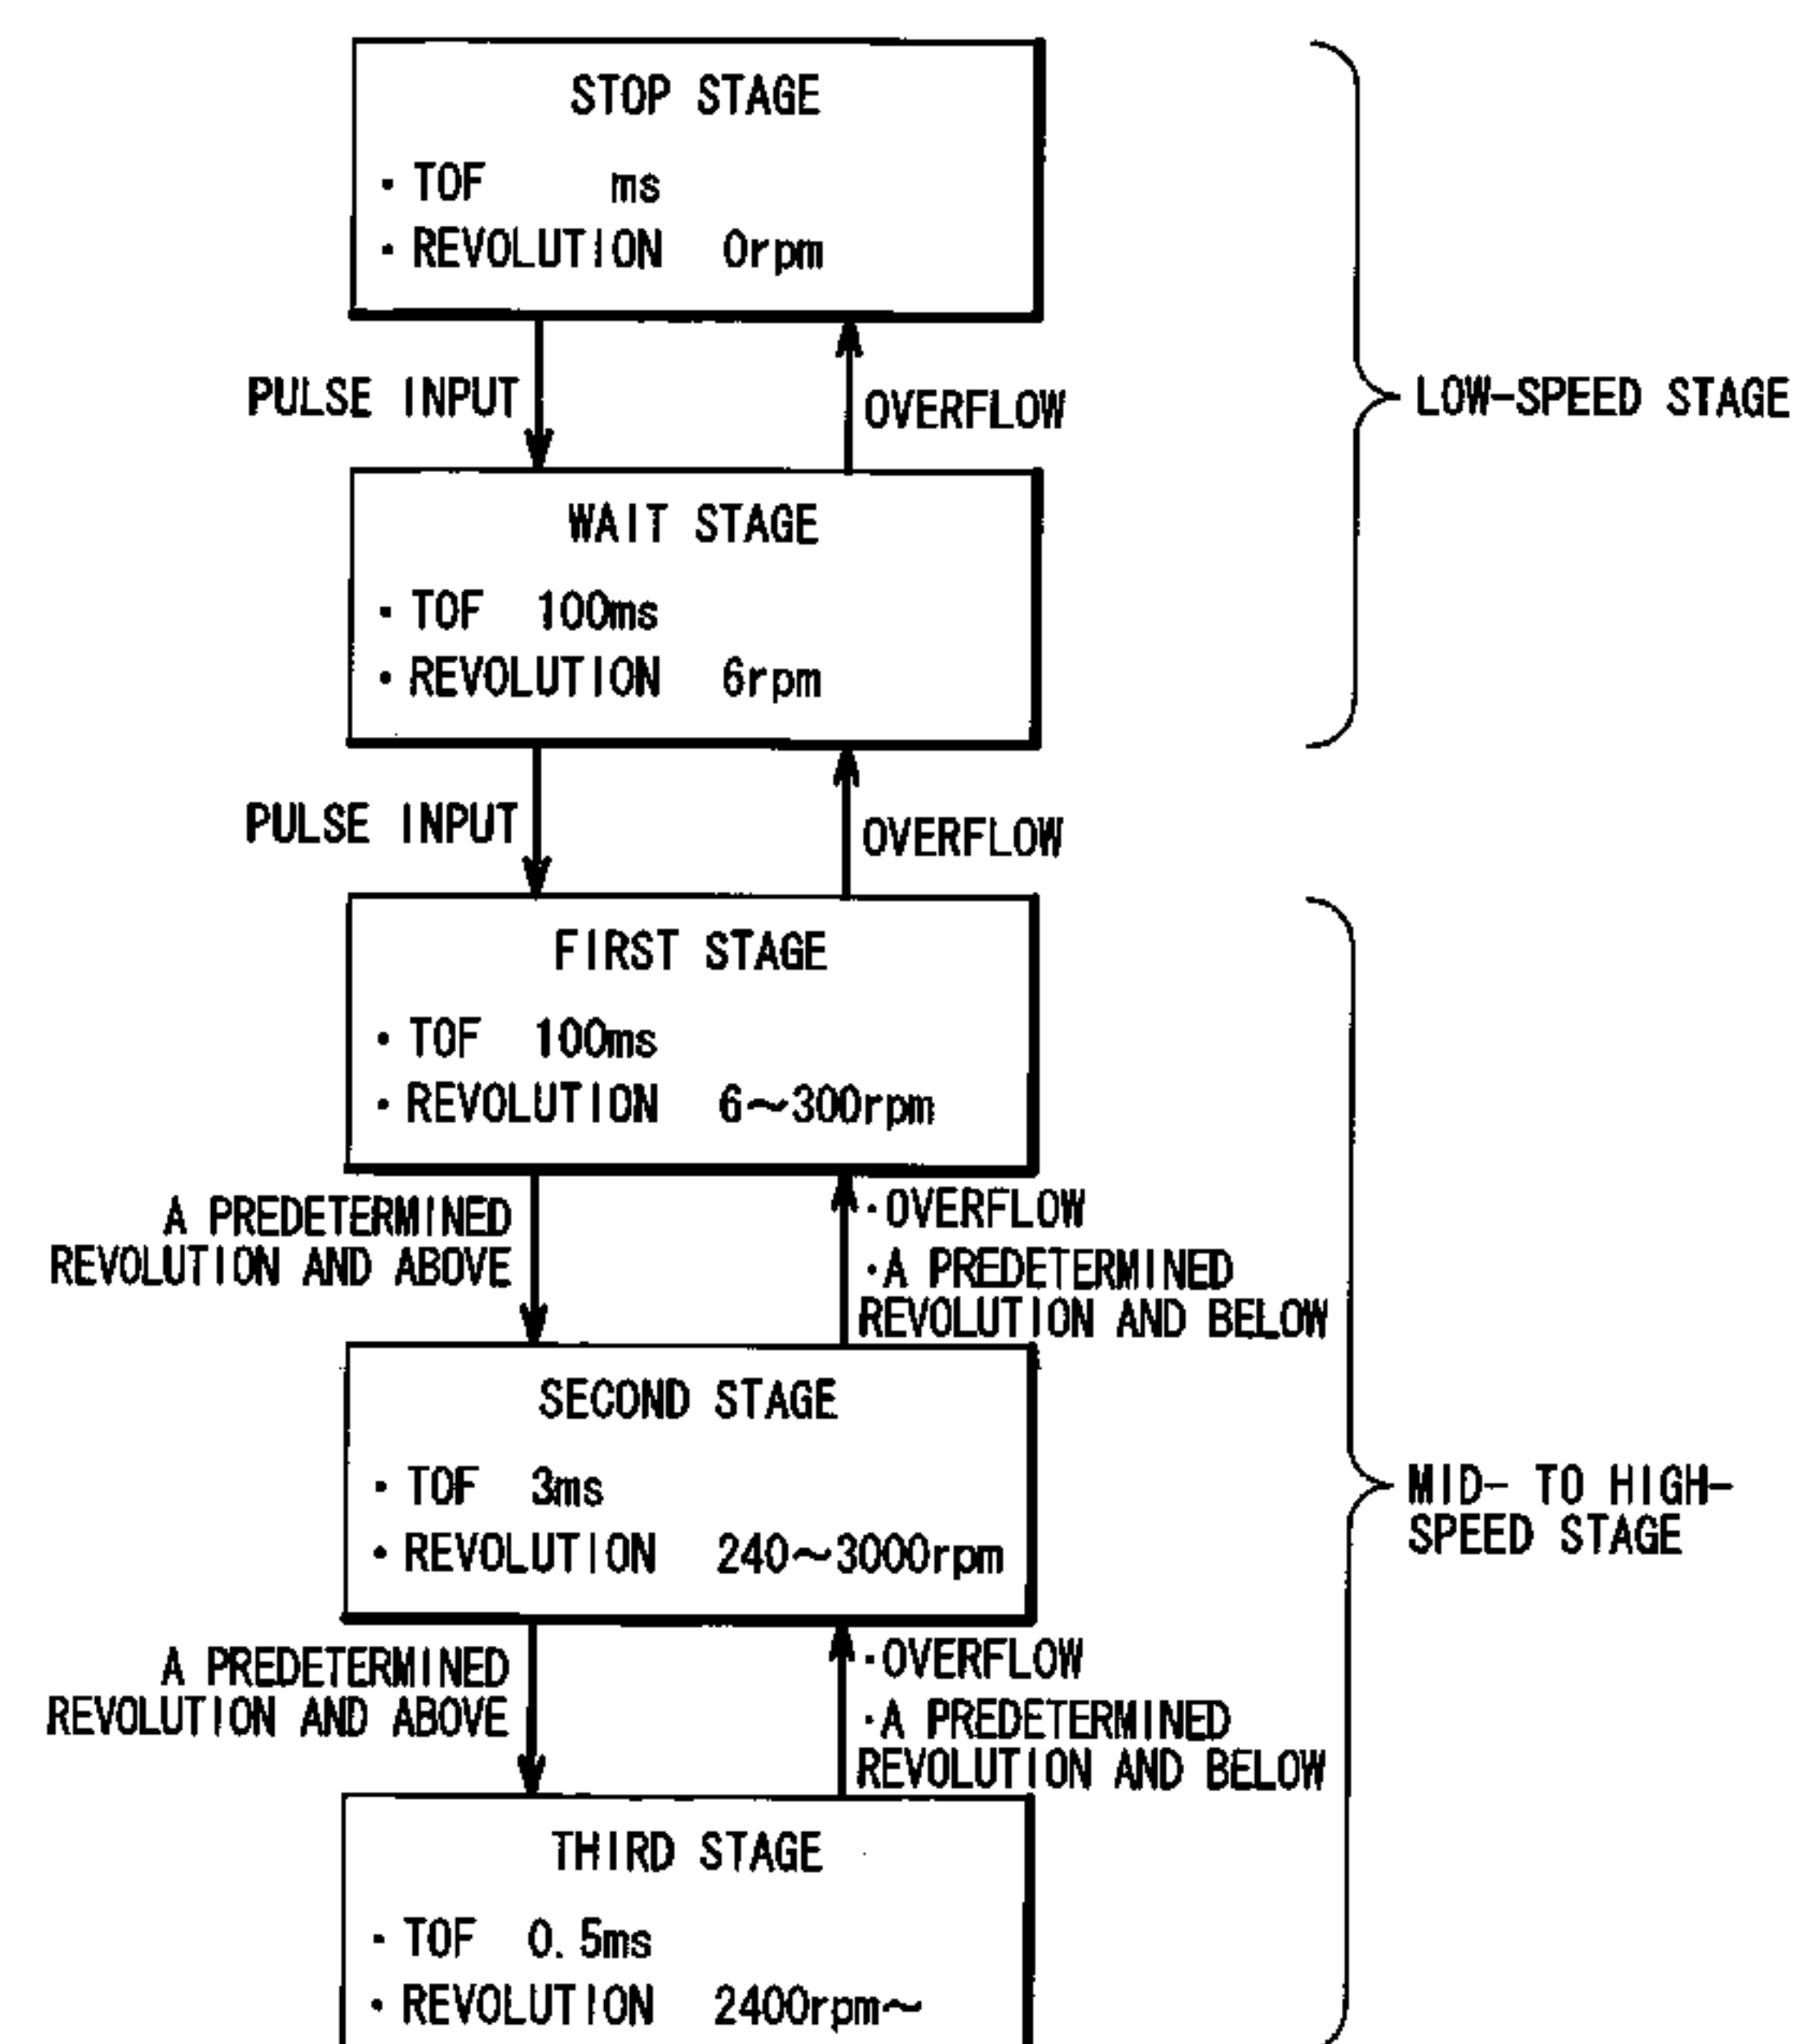 STOP STAGE
・TOF ms
・REVOLUTION 0rpm
PULSE INPUT
OVERFLOW
LOW-SPEED STAGE
WAIT STAGE
・TOF 100ms
・REVOLUTION 6rpm
PULSE INPUT
OVERFLOW
FIRST STAGE
・TOF 100ms
・REVOLUTION 6～300rpm
A PREDETERMINED
REVOLUTION AND ABOVE
・OVERFLOW
・A PREDETERMINED
REVOLUTION AND BELOW
SECOND STAGE
・TOF 3ms
・REVOLUTION 240～3000rpm
MID- TO HIGH-
SPEED STAGE
A PREDETERMINED
REVOLUTION AND ABOVE
・OVERFLOW
・A PREDETERMINED
REVOLUTION AND BELOW
THIRD STAGE
・TOF 0.5ms
・REVOLUTION 2400rpm～